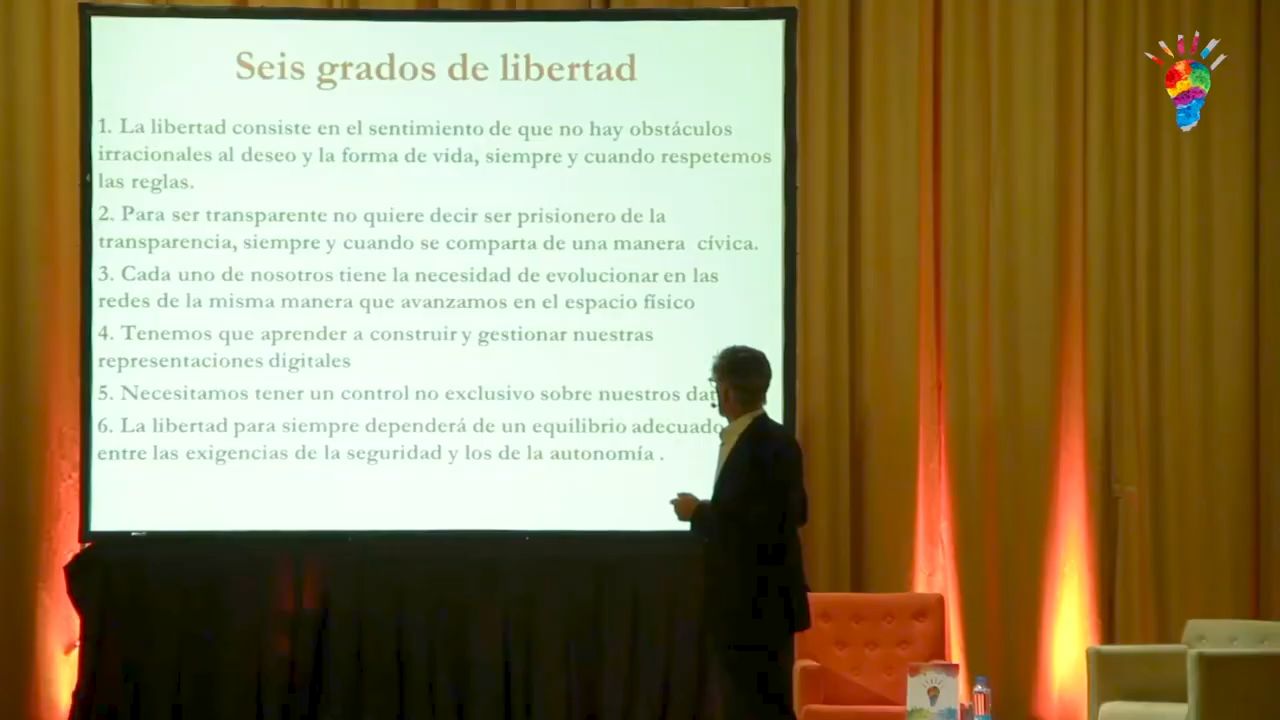 Seis grados de libertad
1. La libertad consiste en el sentimiento de que no hay obstáculos
irracionales al deseo y la forma de vida, siempre y cuando respetemos
las reglas.
2. Para ser transparente no quiere decir ser prisionero de la
transparencia, siempre y cuando se comparta de una manera cívica.
3. Cada uno de nosotros tiene la necesidad de evolucionar en las
redes de la misma manera que avanzamos en el espacio físico
4. Tenemos que aprender a construir y gestionar nuestras
representaciones digitales
5. Necesitamos tener un control no exclusivo sobre nuestros dat
6. La libertad para siempre dependerá de un equilibrio adecuado
entre las exigencias de la seguridad y los de la autonomía .